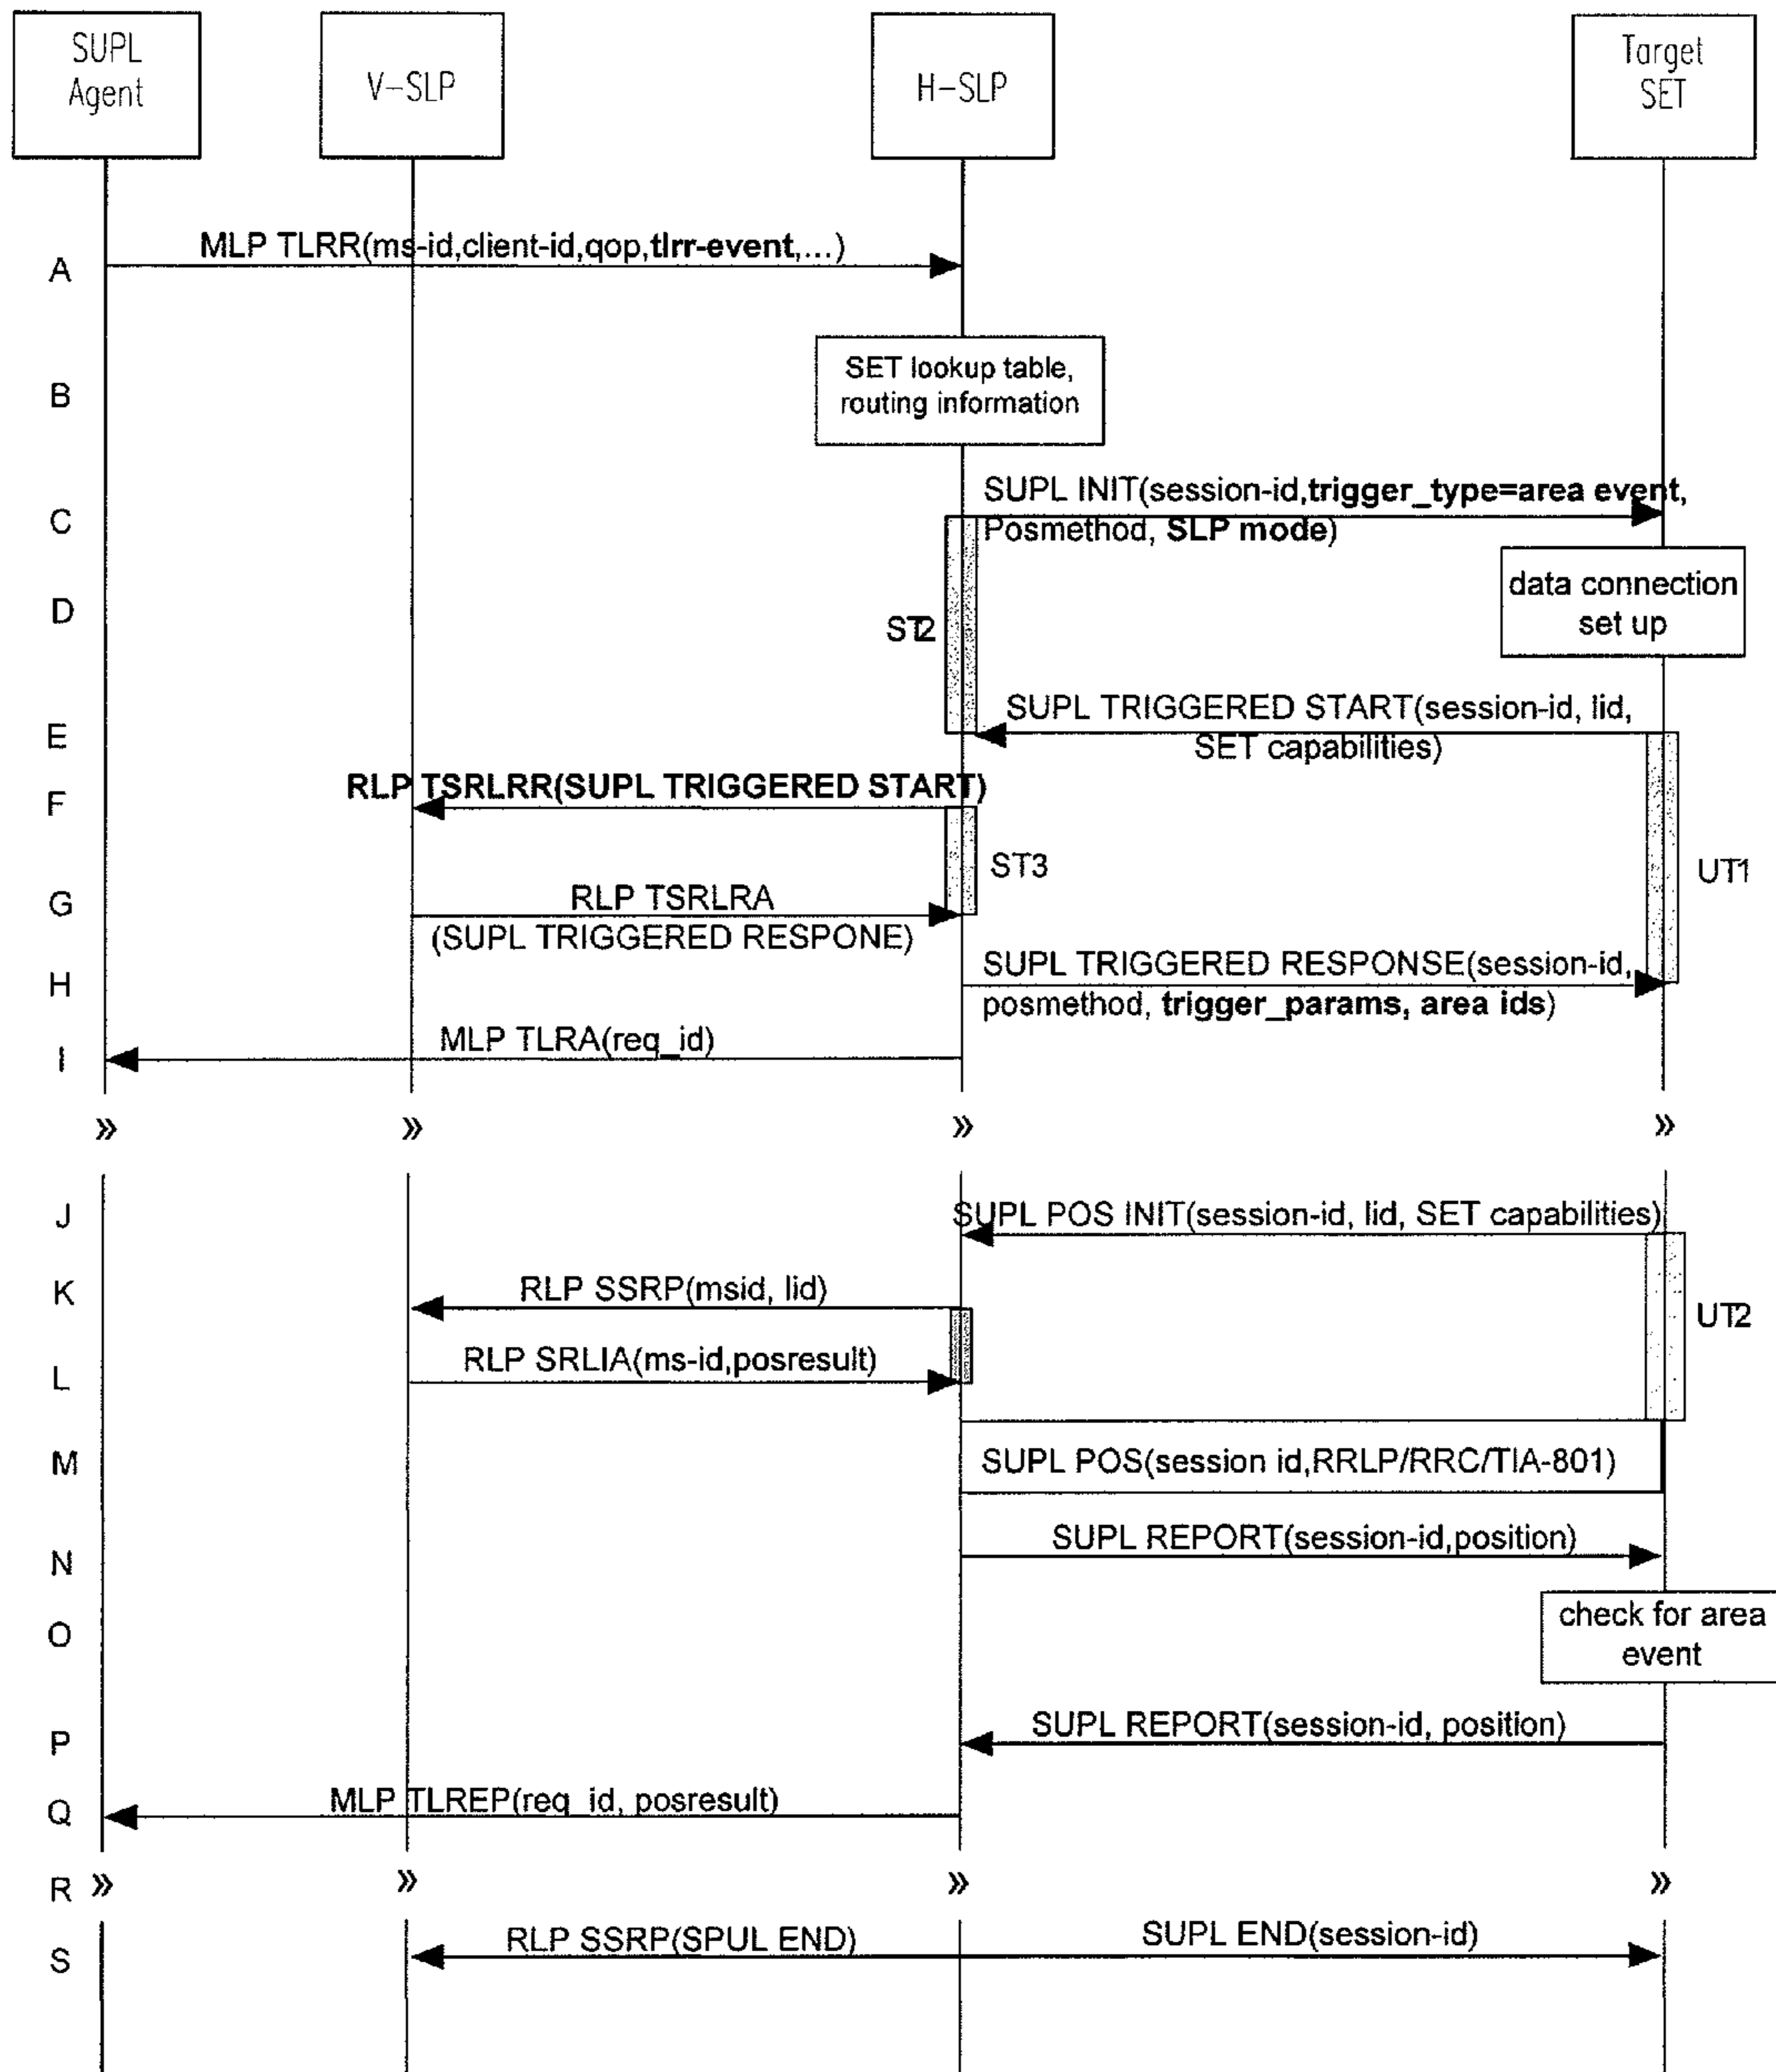 SUPL
Agent
V-SLP
H-SLP
Target
SET
A
MLP TLRR(ms-id,client-id,qop,tlrr-event,...)
B
SET lookup table,
routing information
C
SUPL INIT(session-id,trigger_type=area event,
Posmethod, SLP mode)
D
ST2
data connection
set up
E
SUPL TRIGGERED START(session-id, lid,
SET capabilities)
F
RLP TSRLRR(SUPL TRIGGERED START)
ST3
UT1
G
RLP TSRLRA
(SUPL TRIGGERED RESPONE)
H
SUPL TRIGGERED RESPONSE(session-id,
posmethod, trigger_params, area ids)
I
MLP TLRA(req_id)
» » » »
J
SUPL POS INIT(session-id, lid, SET capabilities)
K
RLP SSRP(msid, lid)
UT2
L
RLP SRLIA(ms-id,posresult)
M
SUPL POS(session id,RRLP/RRC/TIA-801)
N
SUPL REPORT(session-id,position)
O
check for area
event
P
SUPL REPORT(session-id, position)
Q
MLP TLREP(req_id, posresult)
R » » » »
S
RLP SSRP(SPUL END)
SUPL END(session-id)